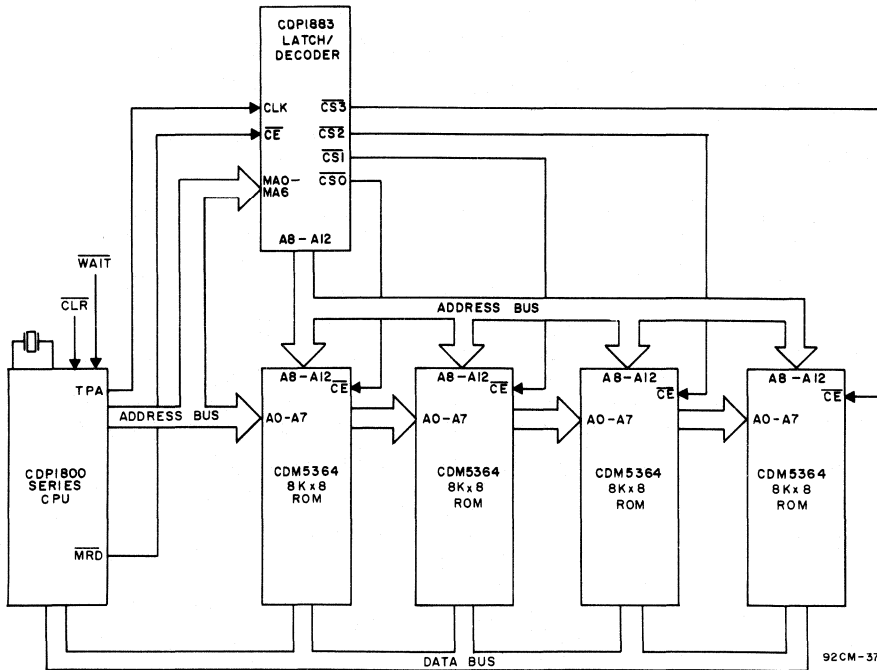 CDP1883
LATCH/
DECODER
CLK
CE
MA0-
MA6
CS3
CS2
CS1
CS0
A8-A12
WAIT
CLR
TPA
ADDRESS BUS
CDP1800
SERIES
CPU
MRD
ADDRESS BUS
A8-A12
CE
A0-A7
CDM5364
8K x 8
ROM
A8-A12
CE
A0-A7
CDM5364
8K x 8
ROM
A8-A12
CE
A0-A7
CDM5364
8K x 8
ROM
A8-A12
CE
A0-A7
CDM5364
8K x 8
ROM
DATA BUS
92CM-37